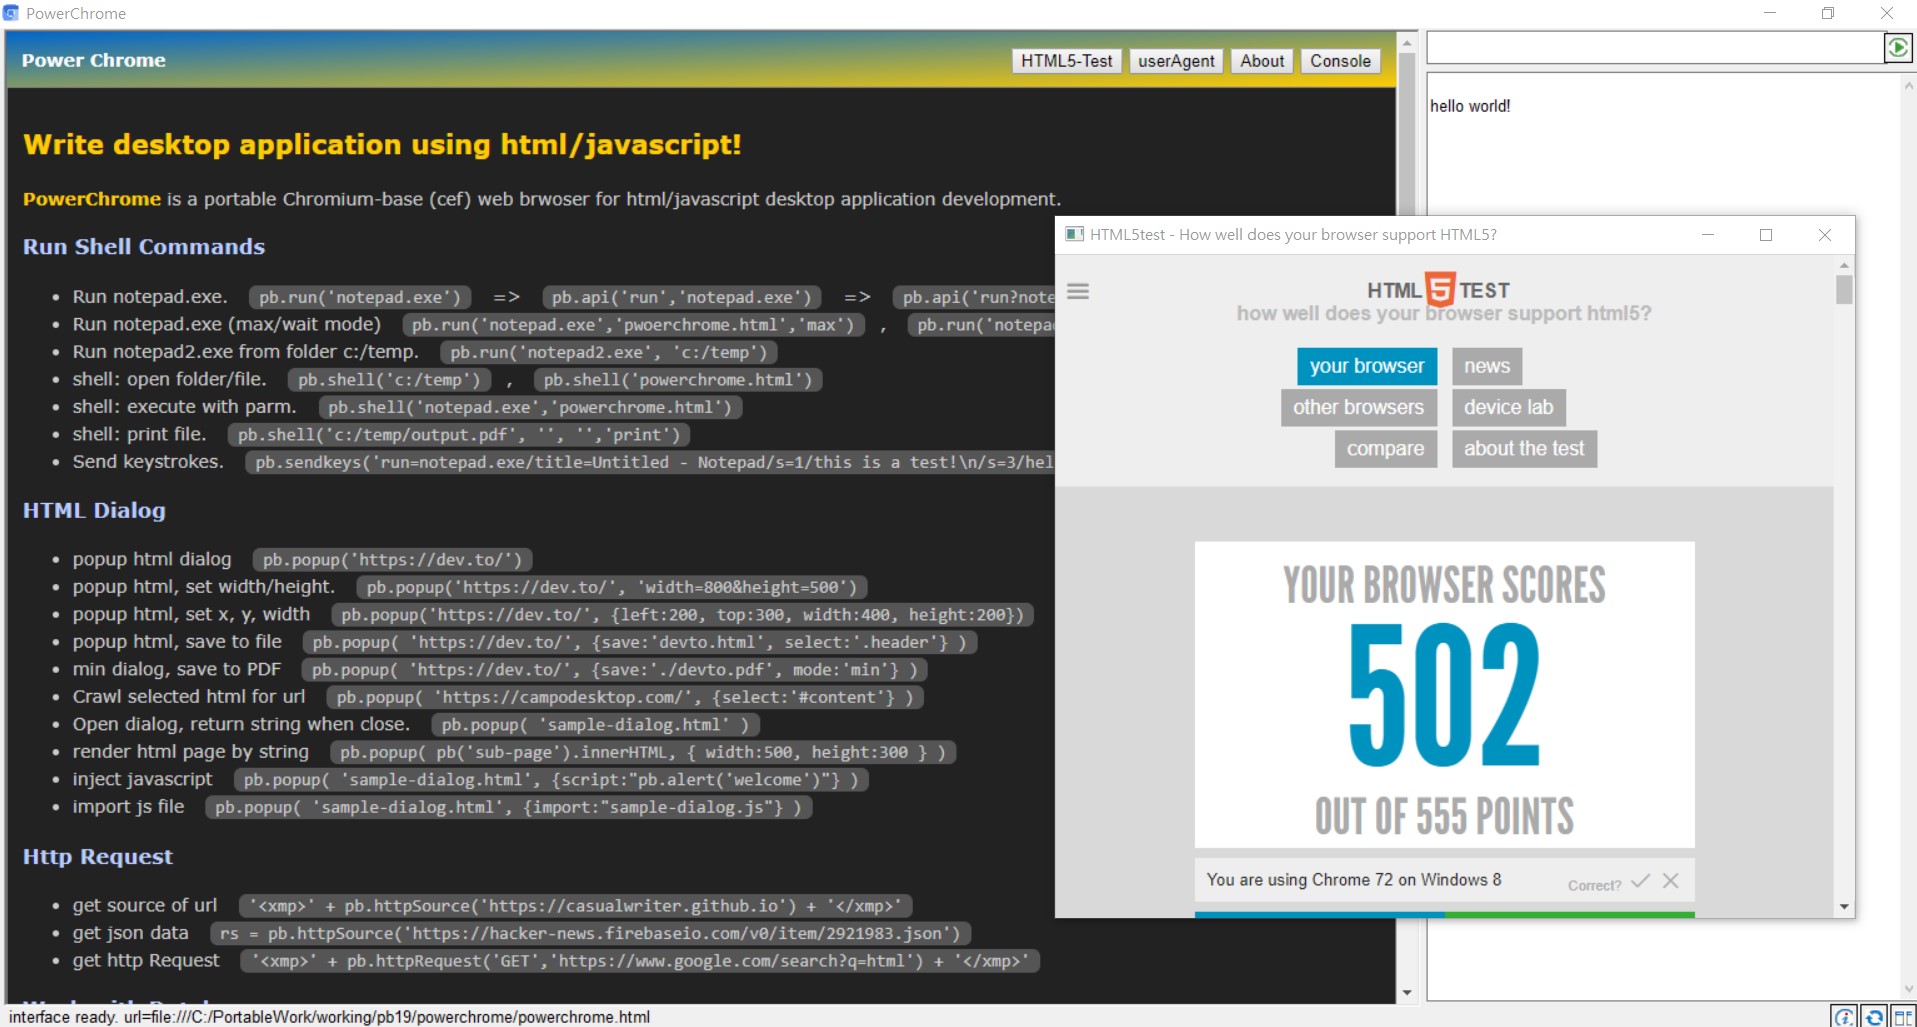 PowerChrome
Power Chrome
HTML5-Test userAgent About Console
Write desktop application using html/javascript!
PowerChrome is a portable Chromium-base (cef) web brwoser for html/javascript desktop application development.
Run Shell Commands
• Run notepad.exe. pb.run('notepad.exe') => pb.api('run','notepad.exe') => pb.api('run?note
• Run notepad.exe (max/wait mode) pb.run('notepad.exe','pwoerchrome.html','max') , pb.run('notepa
• Run notepad2.exe from folder c:/temp. pb.run('notepad2.exe', 'c:/temp')
• shell: open folder/file. pb.shell('c:/temp') , pb.shell('powerchrome.html')
• shell: execute with parm. pb.shell('notepad.exe','powerchrome.html')
• shell: print file. pb.shell('c:/temp/output.pdf', '', '','print')
• Send keystrokes. pb.sendkeys('run=notepad.exe/title=Untitled - Notepad/s=1/this is a test!\n/s=3/hel
HTML Dialog
• popup html dialog pb.popup('https://dev.to/')
• popup html, set width/height. pb.popup('https://dev.to/', 'width=800&height=500')
• popup html, set x, y, width pb.popup('https://dev.to/', {left:200, top:300, width:400, height:200})
• popup html, save to file pb.popup( 'https://dev.to/', {save:'devto.html', select:'.header'} )
• min dialog, save to PDF pb.popup( 'https://dev.to/', {save:'./devto.pdf', mode:'min'} )
• Crawl selected html for url pb.popup( 'https://campodesktop.com/', {select:'#content'} )
• Open dialog, return string when close. pb.popup( 'sample-dialog.html' )
• render html page by string pb.popup( pb('sub-page').innerHTML, { width:500, height:300 } )
• inject javascript pb.popup( 'sample-dialog.html', {script:"pb.alert('welcome')"} )
• import js file pb.popup( 'sample-dialog.html', {import:"sample-dialog.js"} )
Http Request
• get source of url '<xmp>' + pb.httpSource('https://casualwriter.github.io') + '</xmp>'
• get json data rs = pb.httpSource('https://hacker-news.firebaseio.com/v0/item/2921983.json')
• get http Request '<xmp>' + pb.httpRequest('GET','https://www.google.com/search?q=html') + '</xmp>'
interface ready. url=file:///C:/PortableWork/working/pb19/powerchrome/powerchrome.html
hello world!
HTML5test - How well does your browser support HTML5?
HTML 5 TEST
how well does your browser support html5?
your browser news
other browsers device lab
compare about the test
YOUR BROWSER SCORES
502
OUT OF 555 POINTS
You are using Chrome 72 on Windows 8 Correct?